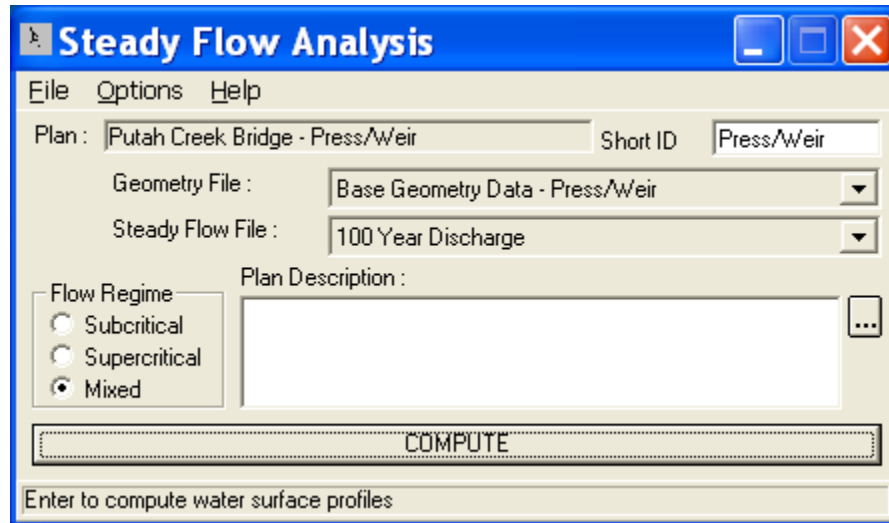 Steady Flow Analysis
File Options Help
Plan : Putah Creek Bridge - Press/Weir Short ID Press/Weir
Geometry File : Base Geometry Data - Press/Weir
Steady Flow File : 100 Year Discharge
Plan Description :
Flow Regime
Subcritical
Supercritical
Mixed
...
COMPUTE
Enter to compute water surface profiles